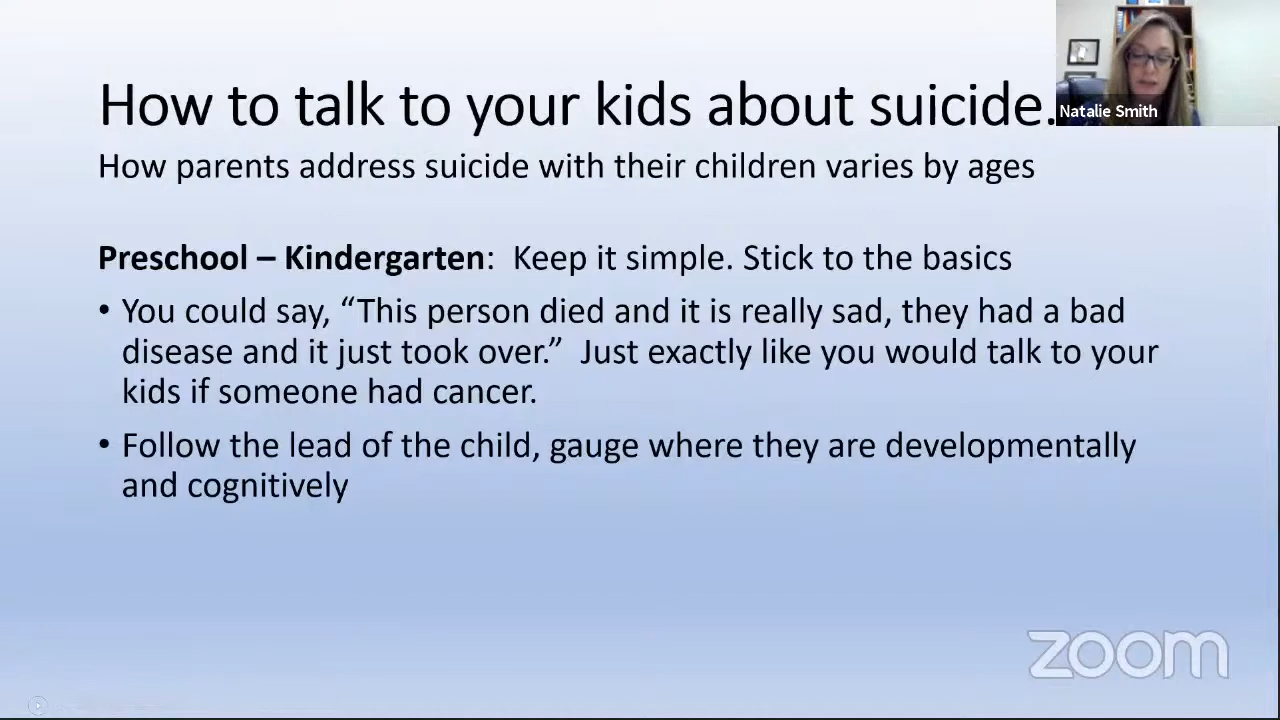 How to talk to your kids about suicide.
Natalie Smith
How parents address suicide with their children varies by ages
Preschool – Kindergarten:  Keep it simple. Stick to the basics
• You could say, “This person died and it is really sad, they had a bad
disease and it just took over.”  Just exactly like you would talk to your
kids if someone had cancer.
• Follow the lead of the child, gauge where they are developmentally
and cognitively
zoom